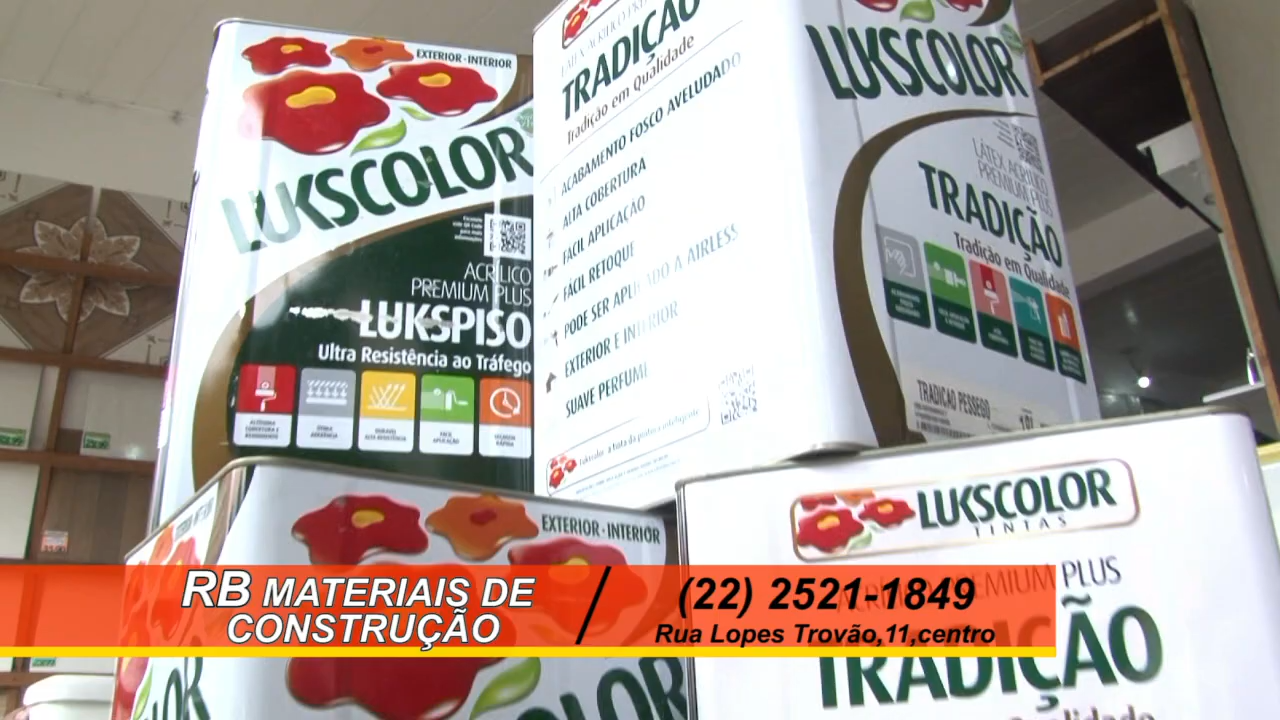 EXTERIOR·INTERIOR
LUKSCOLOR
ACRÍLICO
PREMIUM PLUS
LUKSPISO
Ultra Resistência ao Tráfego
TRADIÇÃO
Tradição em Qualidade
ACABAMENTO FOSCO AVELUDADO
ALTA COBERTURA
FÁCIL APLICAÇÃO
FÁCIL RETOQUE
PODE SER APLICADO A AIRLESS
EXTERIOR E INTERIOR
SUAVE PERFUME
LUKSCOLOR
LÁTEX ACRÍLICO
PREMIUM PLUS
TRADIÇÃO
Tradição em Qualidade
TRADICAO PESSEGO
18L
EXTERIOR·INTERIOR
LUKSCOLOR
TINTAS
PREMIUM PLUS
TRADIÇÃO
RB MATERIAIS DE
CONSTRUÇÃO
/
(22) 2521-1849
Rua Lopes Trovão,11,centro